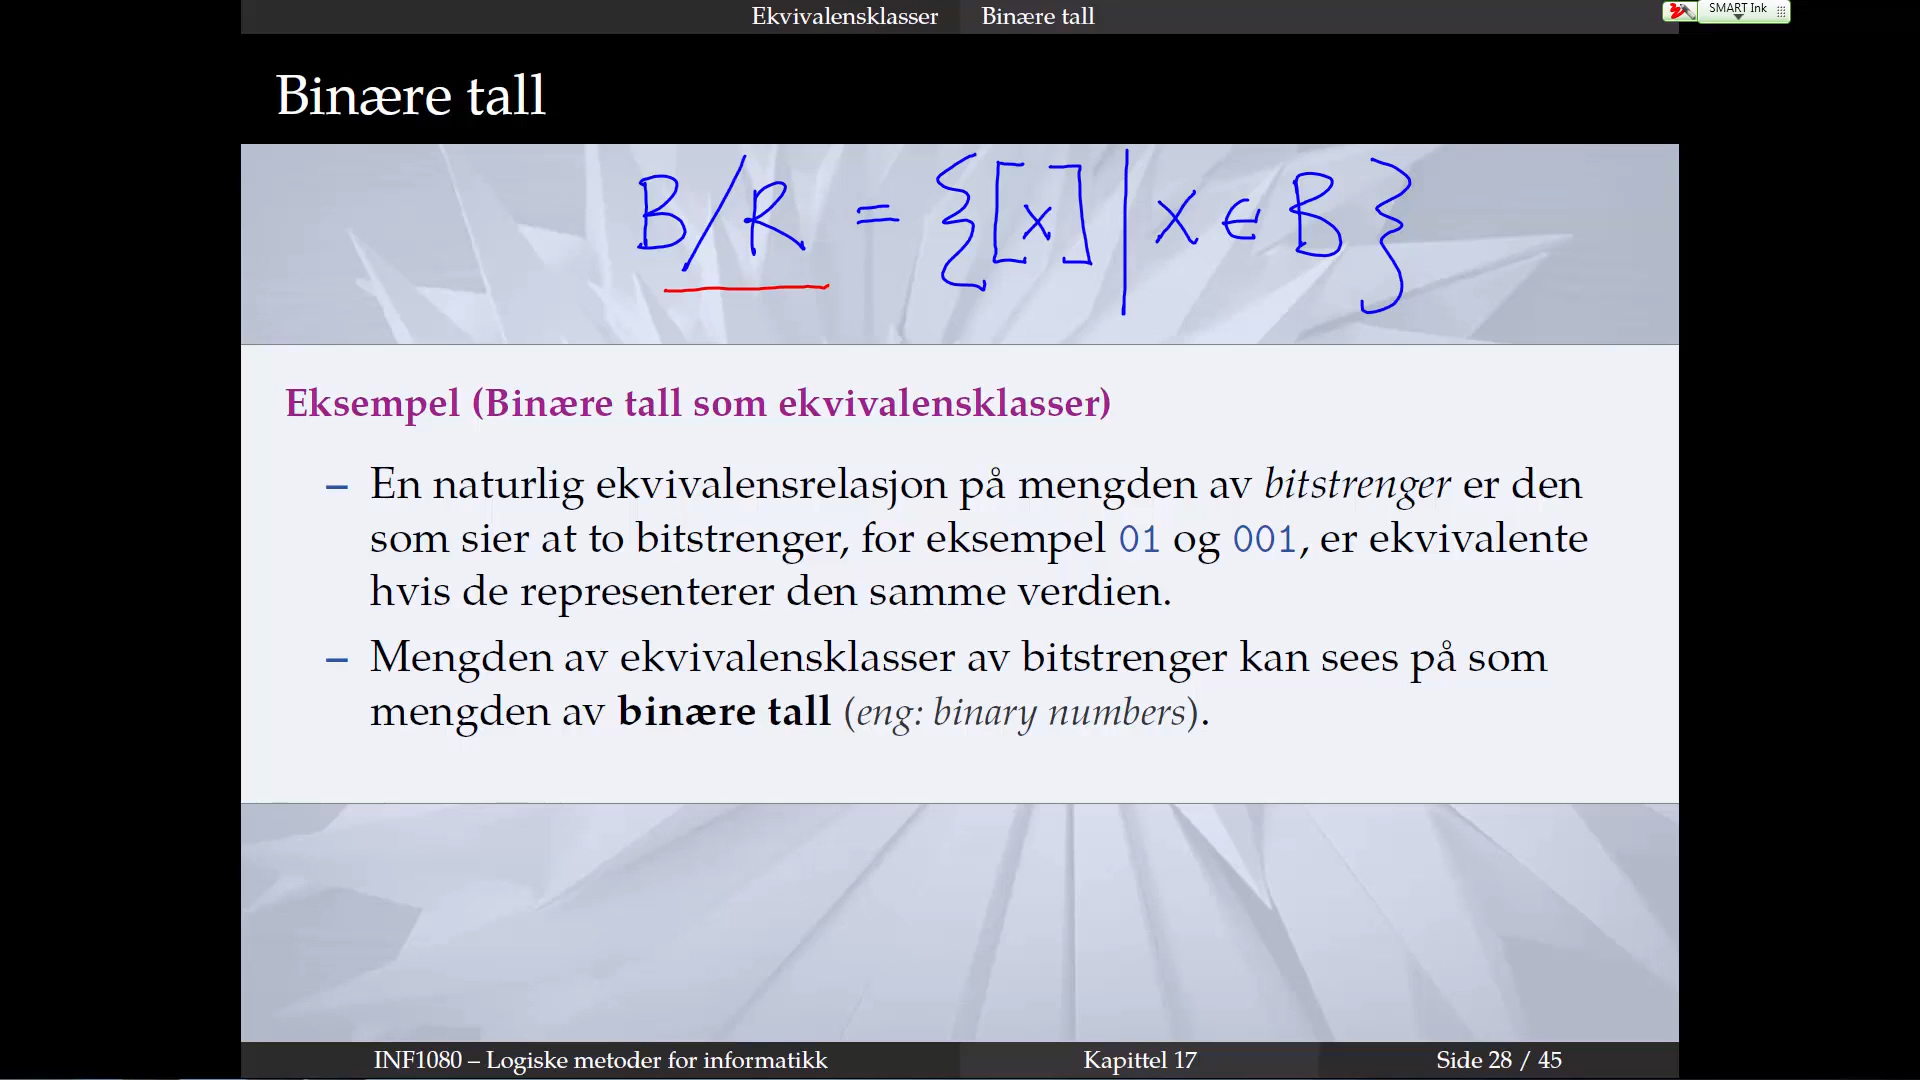 Ekvivalensklasser Binære tall
SMART Ink
Binære tall
B/R = {[x] | x ∈ B}
Eksempel (Binære tall som ekvivalensklasser)
– En naturlig ekvivalensrelasjon på mengden av bitstrenger er den
som sier at to bitstrenger, for eksempel 01 og 001, er ekvivalente
hvis de representerer den samme verdien.
– Mengden av ekvivalensklasser av bitstrenger kan sees på som
mengden av binære tall (eng: binary numbers).
INF1080 – Logiske metoder for informatikk Kapittel 17 Side 28 / 45